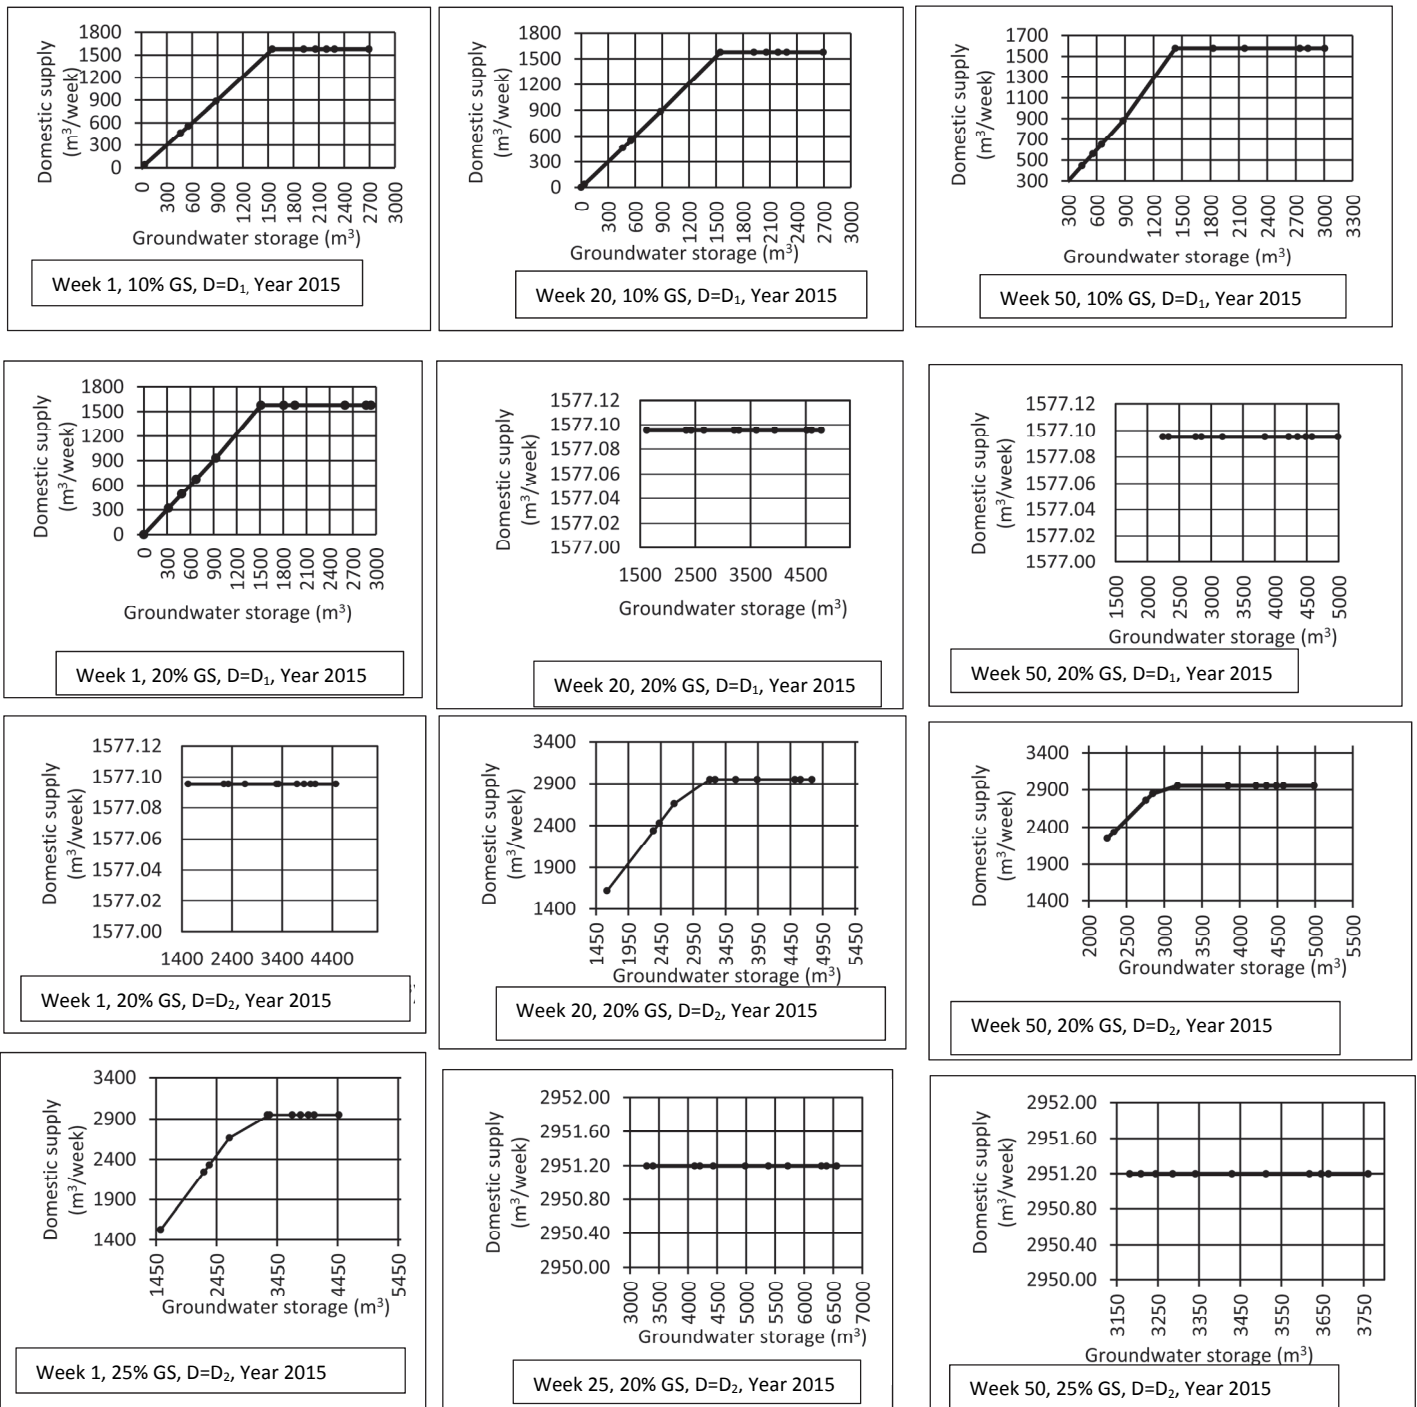 1800
1500
1200
900
600
300
0
Domestic supply
(m³/week)
0 300 600 900 1200 1500 1800 2100 2400 2700 3000
Groundwater storage (m³)
Week 1, 10% GS, D=D₁, Year 2015
1800
1500
1200
900
600
300
0
Domestic supply
(m³/week)
0 300 600 900 1200 1500 1800 2100 2400 2700 3000
Groundwater storage (m³)
Week 20, 10% GS, D=D₁, Year 2015
1700
1500
1300
1100
900
700
500
300
Domestic supply
(m³/week)
300 600 900 1200 1500 1800 2100 2400 2700 3000 3300
Groundwater storage (m³)
Week 50, 10% GS, D=D₁, Year 2015
1800
1500
1200
900
600
300
0
Domestic supply
(m³/week)
0 300 600 900 1200 1500 1800 2100 2400 2700 3000
Groundwater storage (m³)
Week 1, 20% GS, D=D₁, Year 2015
1577.12
1577.10
1577.08
1577.06
1577.04
1577.02
1577.00
Domestic supply
(m³/week)
1500 2500 3500 4500
Groundwater storage (m³)
Week 20, 20% GS, D=D₁, Year 2015
1577.12
1577.10
1577.08
1577.06
1577.04
1577.02
1577.00
Domestic supply
(m³/week)
1500 2000 2500 3000 3500 4000 4500 5000
Groundwater storage (m³)
Week 50, 20% GS, D=D₁, Year 2015
1577.12
1577.10
1577.08
1577.06
1577.04
1577.02
1577.00
Domestic supply
(m³/week)
1400 2400 3400 4400
Week 1, 20% GS, D=D₂, Year 2015
3400
2900
2400
1900
1400
Domestic supply
(m³/week)
1450 1950 2450 2950 3450 3950 4450 4950 5450
Groundwater storage (m³)
Week 20, 20% GS, D=D₂, Year 2015
3400
2900
2400
1900
1400
Domestic supply
(m³/week)
2000 2500 3000 3500 4000 4500 5000 5500
Groundwater storage (m³)
Week 50, 20% GS, D=D₂, Year 2015
3400
2900
2400
1900
1400
Domestic supply
(m³/week)
1450 2450 3450 4450 5450
Groundwater storage (m³)
Week 1, 25% GS, D=D₂, Year 2015
2952.00
2951.60
2951.20
2950.80
2950.40
2950.00
Domestic supply
(m³/week)
3000 3500 4000 4500 5000 5500 6000 6500 7000
Groundwater storage (m³)
Week 25, 20% GS, D=D₂, Year 2015
2952.00
2951.60
2951.20
2950.80
2950.40
2950.00
Domestic supply
(m³/week)
3150 3250 3350 3450 3550 3650 3750
Groundwater storage (m³)
Week 50, 25% GS, D=D₂, Year 2015